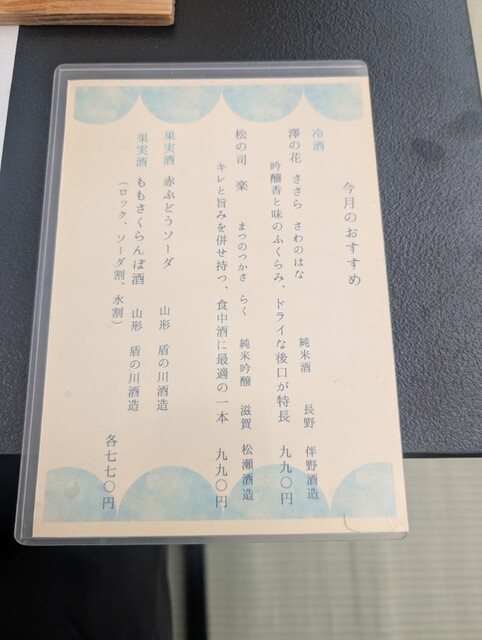 今月のおすすめ
冷酒
澤の花 ささら さわのはな 純米酒 長野 伴野酒造
吟醸香と味のふくらみ、ドライな後口が特長 九九〇円
松の司 楽 まつのつかさ らく 純米吟醸 滋賀 松瀬酒造
キレと旨みを併せ持つ、食中酒に最適の一本 九九〇円
果実酒 赤ぶどうソーダ 山形 盾の川酒造
果実酒 ももさくらんぼ酒 山形 盾の川酒造
(ロック、ソーダ割、水割) 各七七〇円